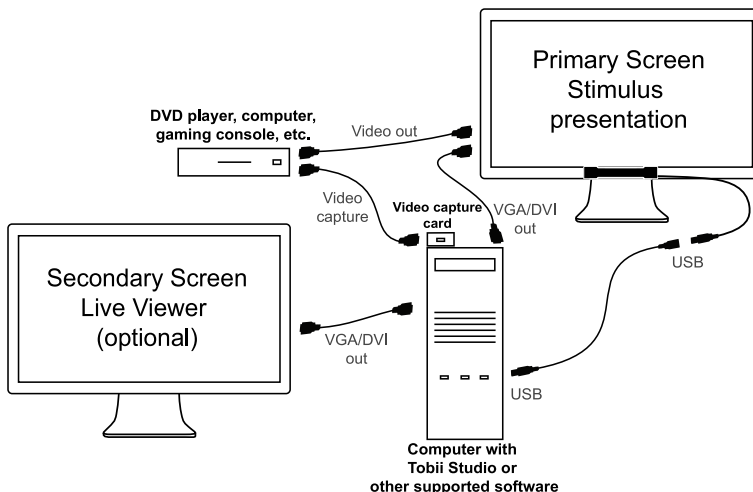 Primary Screen
Stimulus
presentation
DVD player, computer,
gaming console, etc.
Video out
Video
capture
Video capture
card
VGA/DVI
out
USB
Secondary Screen
Live Viewer
(optional)
VGA/DVI
out
USB
Computer with
Tobii Studio or
other supported software